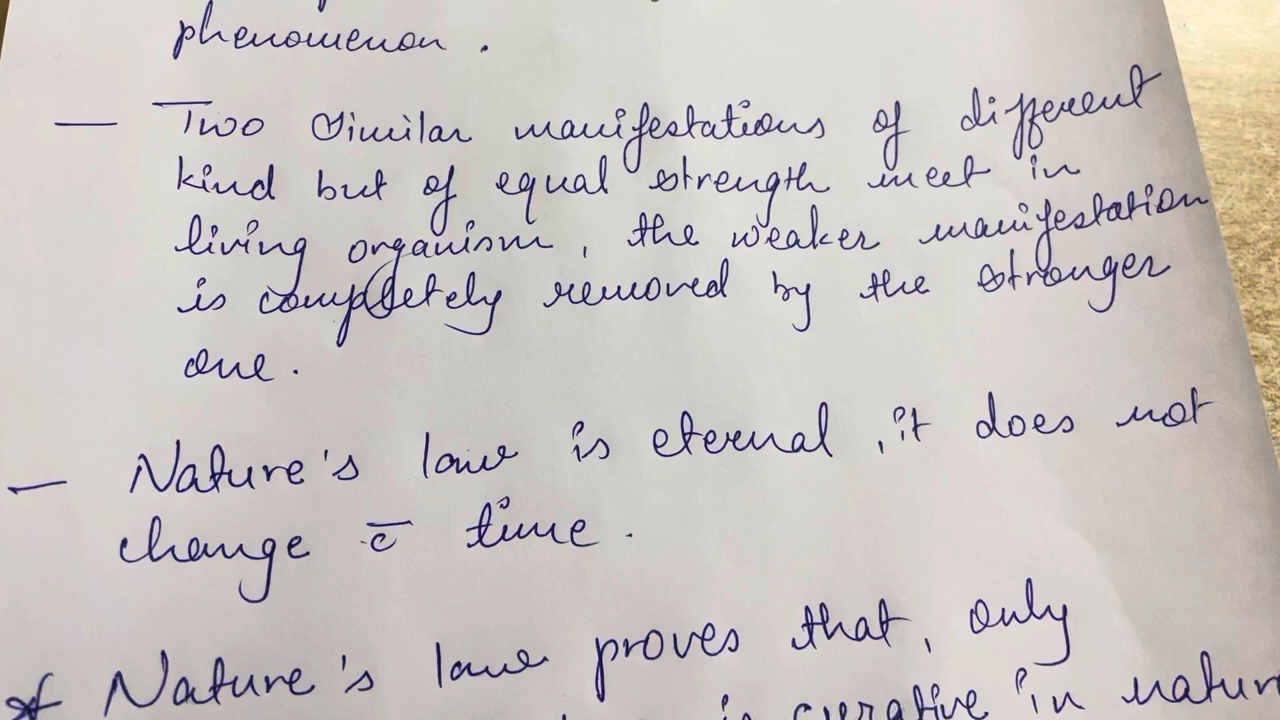 phenomenon.
— Two similar manifestations of different
kind but of equal strength meet in
living organism, the weaker manifestation
is completely removed by the stronger
one.
— Nature's law is eternal, it does not
change c̄ time.
* Nature's law proves that, only
is curative in nature